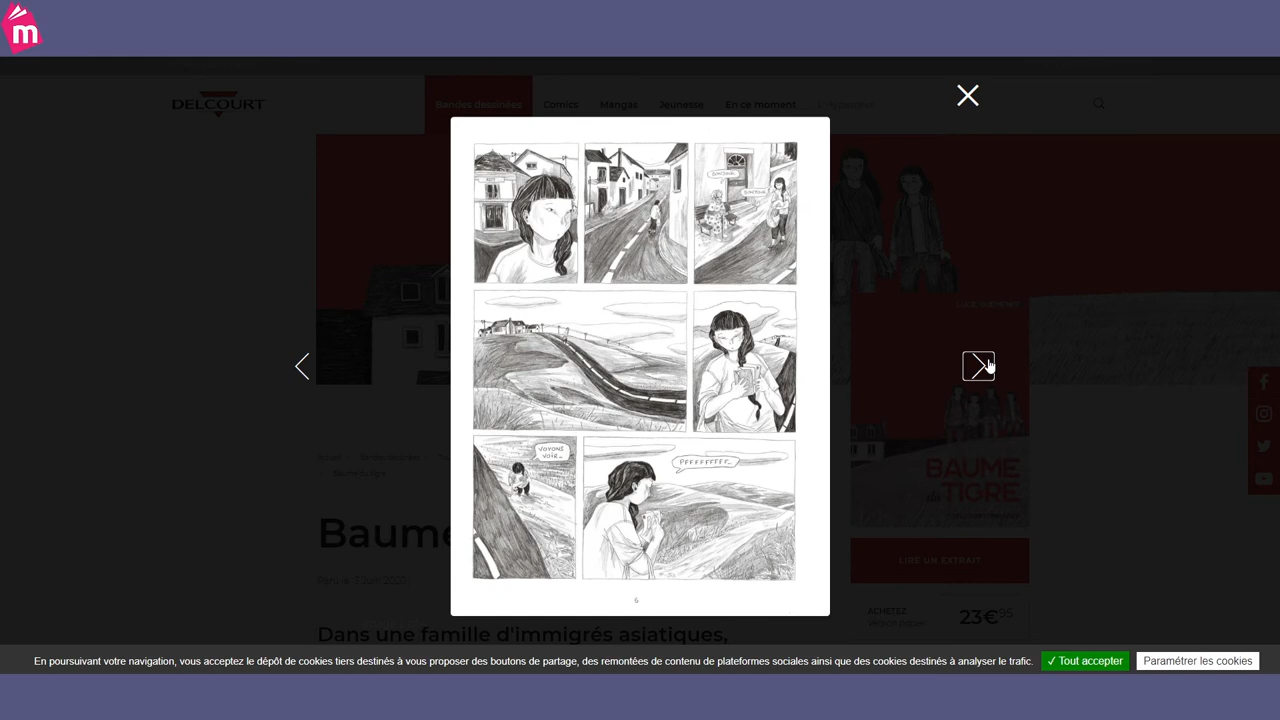 m
DELCOURT
Bandes dessinées
Comics
Mangas
Jeunesse
En ce moment
BONJOUR
BONJOUR
VOYONS
VOIR...
PFFFFFFFFF...
6
Baume
Dans une famille d'immigrés asiatiques,
BAUME
du TIGRE
LIRE UN EXTRAIT
ACHETEZ
23€95
En poursuivant votre navigation, vous acceptez le dépôt de cookies tiers destinés à vous proposer des boutons de partage, des remontées de contenu de plateformes sociales ainsi que des cookies destinés à analyser le trafic.
✓ Tout accepter
Paramétrer les cookies